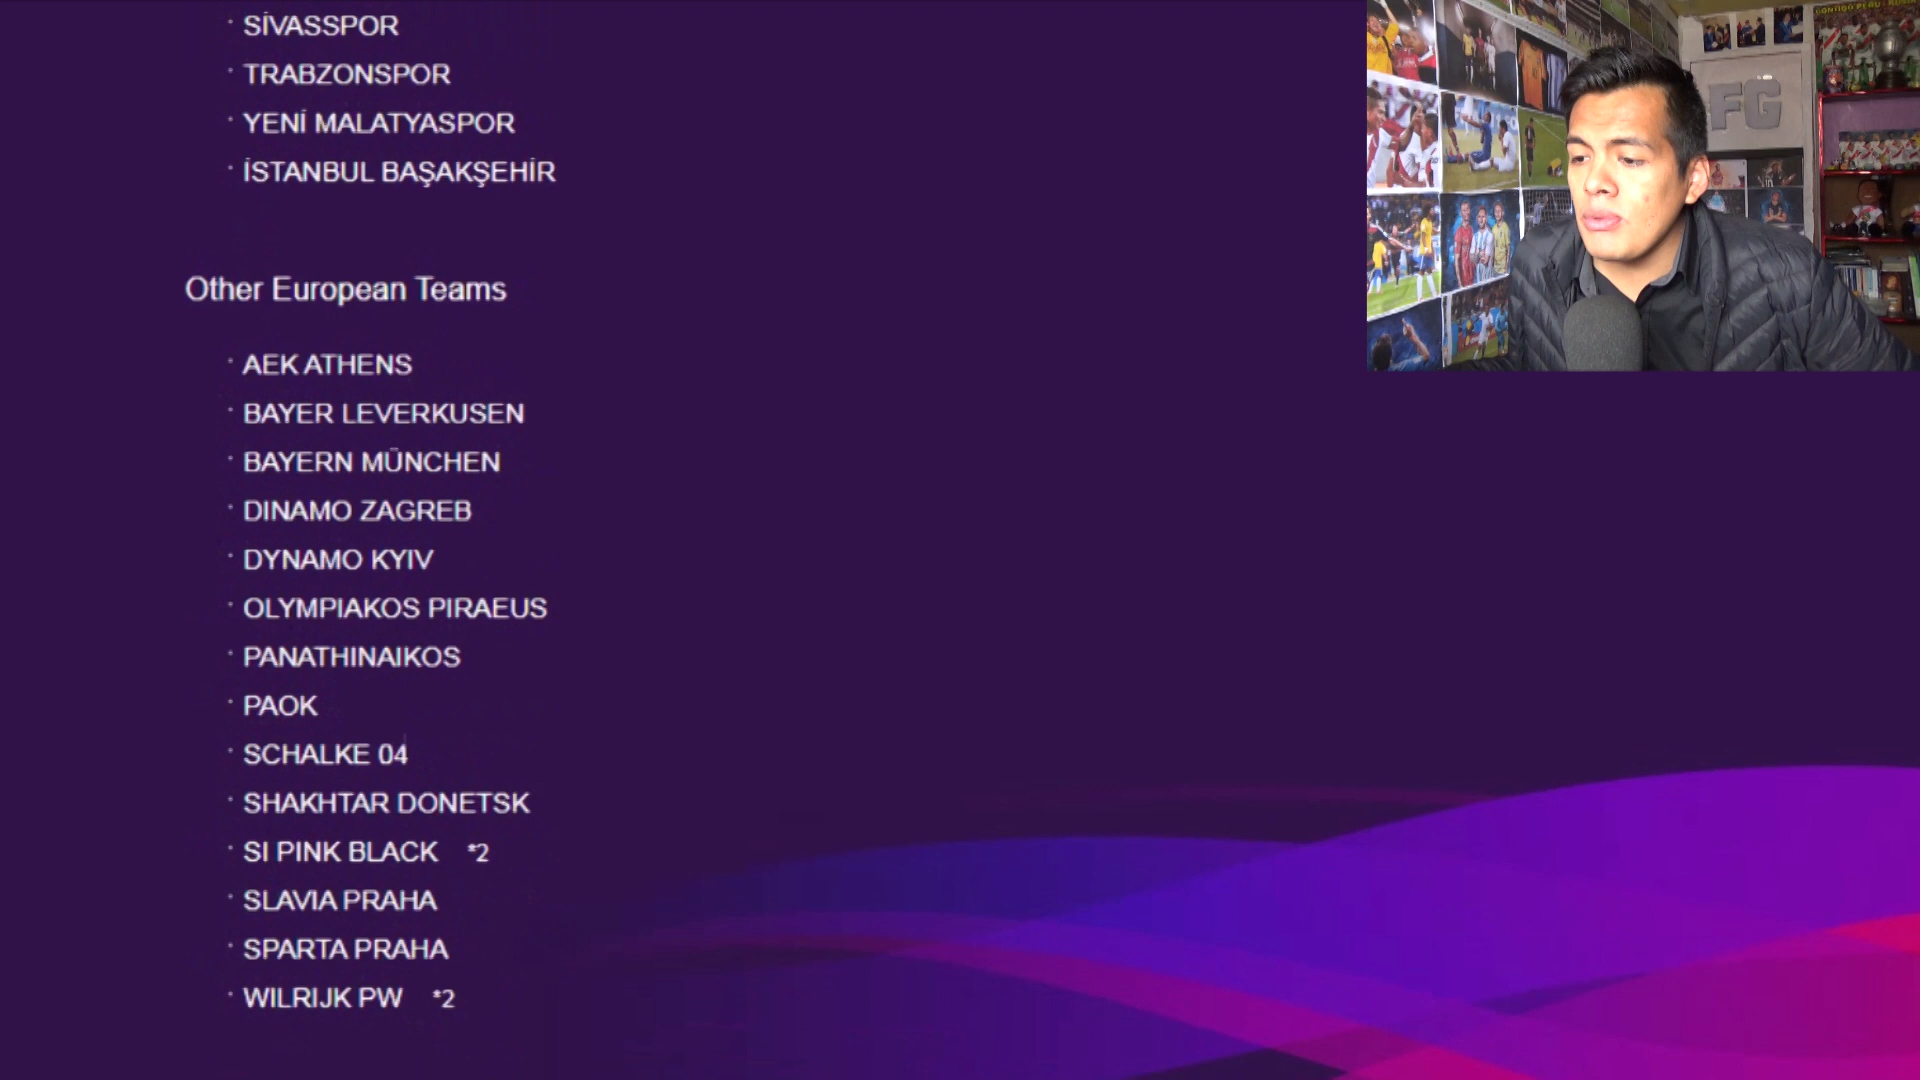 SİVASSPOR
TRABZONSPOR
YENİ MALATYASPOR
İSTANBUL BAŞAKŞEHİR
Other European Teams
AEK ATHENS
BAYER LEVERKUSEN
BAYERN MÜNCHEN
DINAMO ZAGREB
DYNAMO KYIV
OLYMPIAKOS PIRAEUS
PANATHINAIKOS
PAOK
SCHALKE 04
SHAKHTAR DONETSK
SI PINK BLACK *2
SLAVIA PRAHA
SPARTA PRAHA
WILRIJK PW *2
FG